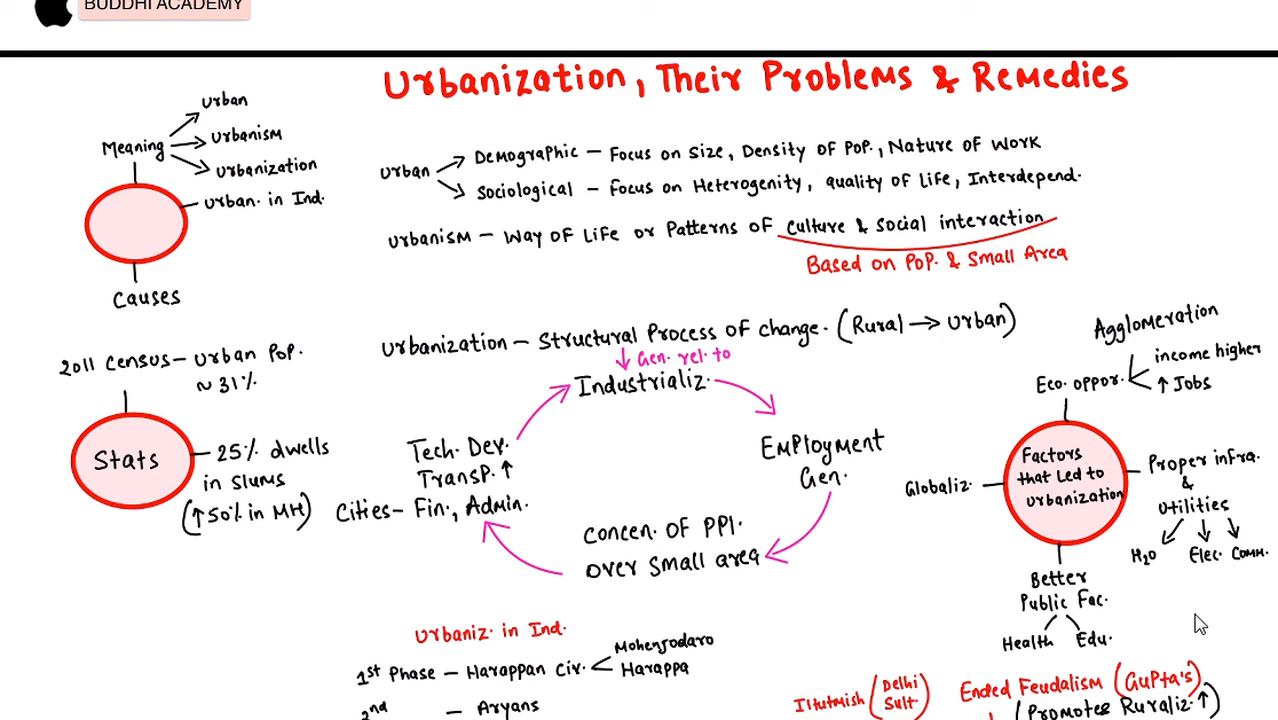 BUDDHI ACADEMY
Urbanization, Their Problems & Remedies
Meaning
Urban
Urbanism
Urbanization
Urban. in Ind.
Causes
Urban
Demographic – Focus on Size, Density of Pop., Nature of Work
Sociological – Focus on Heterogenity, quality of Life, Interdepend.
Urbanism – Way of Life or Patterns of culture & social interaction
Based on Pop. & Small Area
Urbanization – Structural Process of change. (Rural → Urban)
↓ Gen. rel. to
Industrializ.
Employment
Gen.
Concen. of PPl.
over small area
Tech. Dev.
Transp. ↑
Cities – Fin., Admin.
2011 Census – Urban Pop.
~ 31%
Stats
25% dwells
in slums
(↑50% in MH)
Agglomeration
Eco. oppor.
income higher
↑ Jobs
Factors
that Led to
Urbanization
Globaliz.
Proper infra.
&
Utilities
H₂O
Elec.
Comm.
Better
Public Fac.
Health
Edu.
Urbaniz. in Ind.
1st Phase – Harappan Civ.
Mohenjodaro
Harappa
2nd – Aryans
Iltutmish (Delhi
Sult)
Ended Feudalism (Gupta's)
(Promotes Ruraliz ↑)